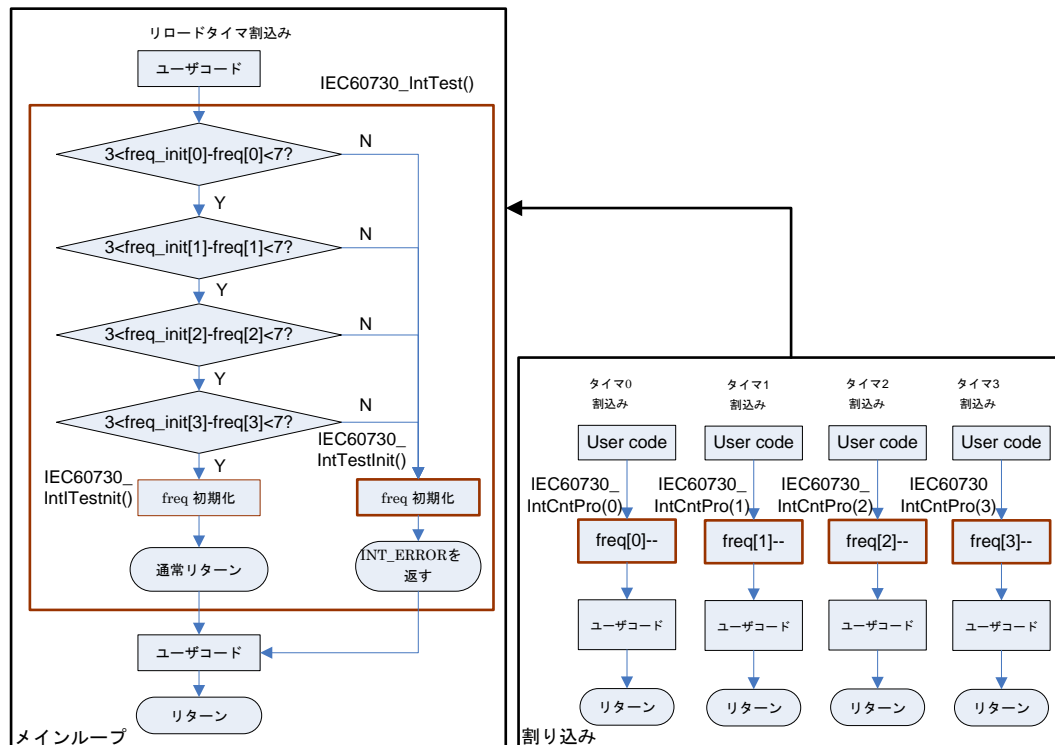 リロードタイマ割込み
ユーザコード
IEC60730_IntTest()
3<freq_init[0]-freq[0]<7?
N
Y
3<freq_init[1]-freq[1]<7?
N
Y
3<freq_init[2]-freq[2]<7?
N
Y
3<freq_init[3]-freq[3]<7?
N
Y
IEC60730_
IntITestnit()
IEC60730_
IntTestInit()
freq 初期化
freq 初期化
通常リターン
INT_ERRORを
返す
ユーザコード
リターン
メインループ
タイマ0
割込み
タイマ1
割込み
タイマ2
割込み
タイマ3
割込み
User code
User code
User code
User code
IEC60730_
IntCntPro(0)
IEC60730_
IntCntPro(1)
IEC60730_
IntCntPro(2)
IEC60730
IntCntPro(3)
freq[0]--
freq[1]--
freq[2]--
freq[3]--
ユーザコード
ユーザコード
ユーザコード
ユーザコード
リターン
リターン
リターン
リターン
割り込み